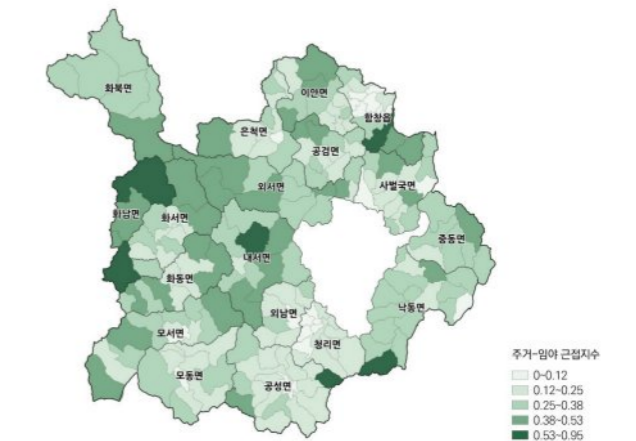 화북면
이안면
함창읍
은척면
공검면
사벌국면
외서면
화남면
화서면
중동면
내서면
화동면
낙동면
외남면
모서면
청리면
모동면
공성면
주거-임야 근접지수
0~0.12
0.12~0.25
0.25~0.38
0.38~0.53
0.53~0.95